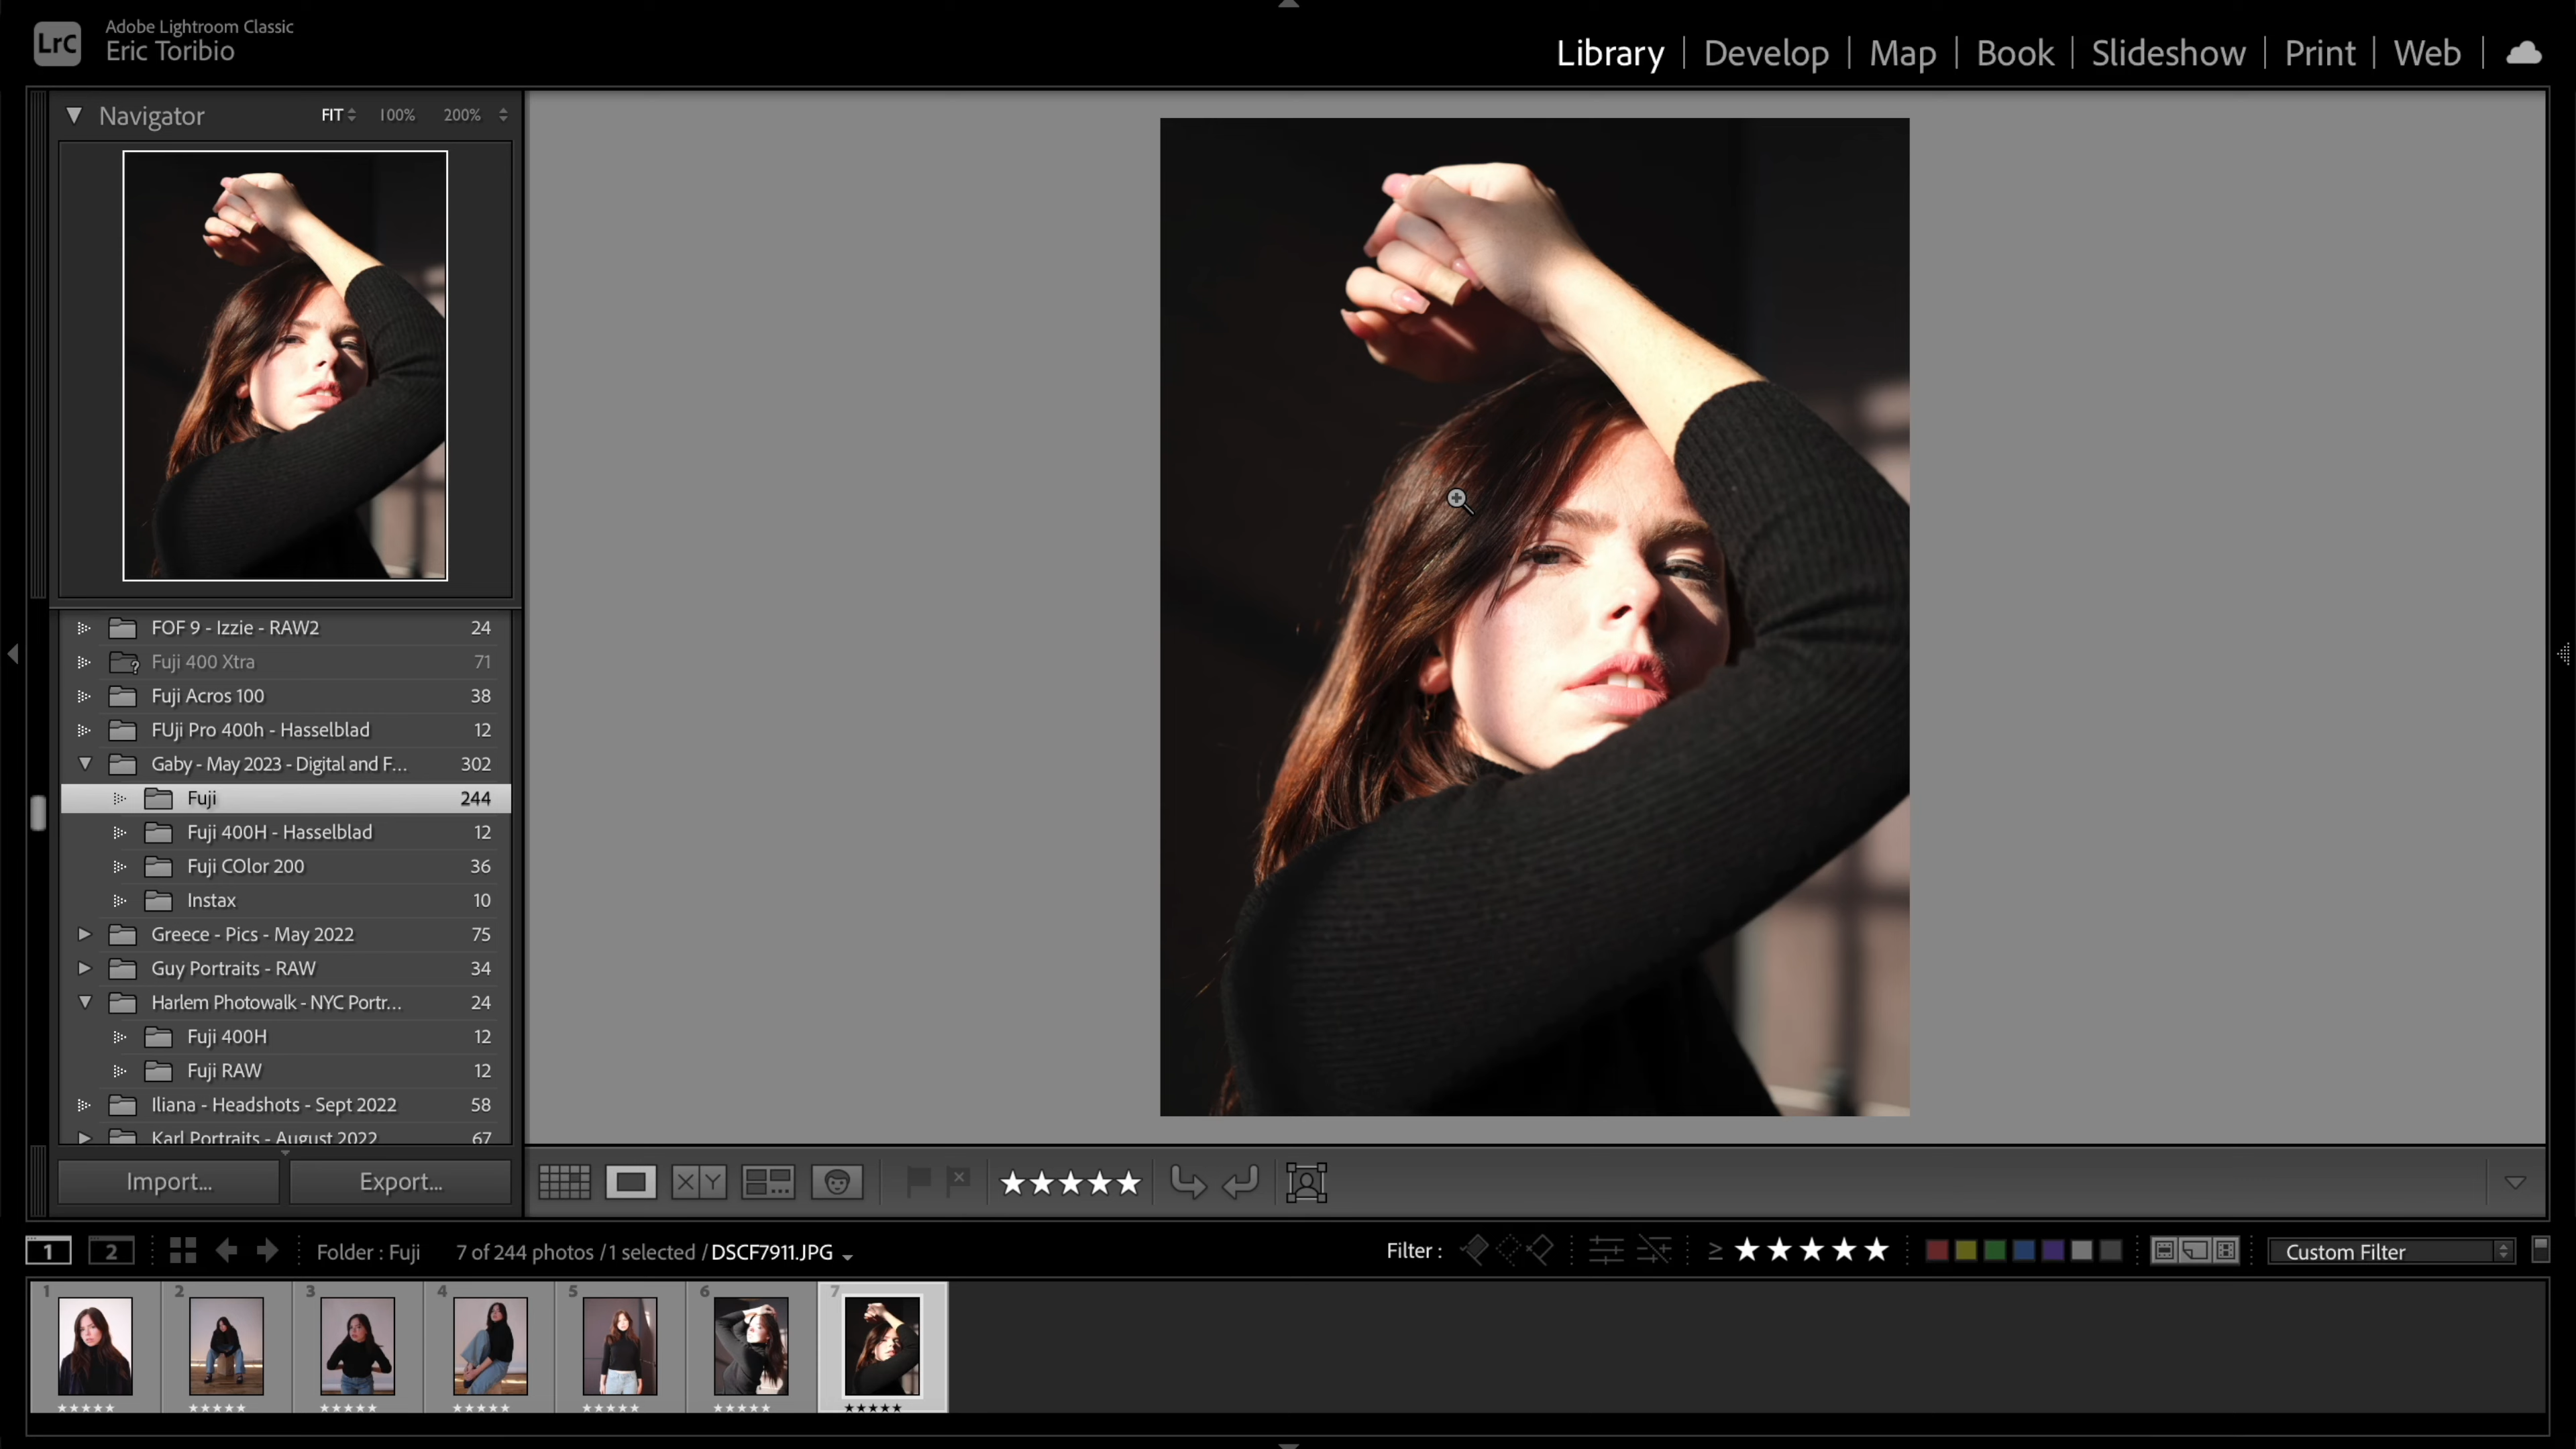 LrC
Adobe Lightroom Classic
Eric Toribio
Library Develop Map Book Slideshow Print Web
Navigator FIT 100% 200%
FOF 9 - Izzie - RAW2 24
Fuji 400 Xtra 71
Fuji Acros 100 38
FUji Pro 400h - Hasselblad 12
Gaby - May 2023 - Digital and F... 302
Fuji 244
Fuji 400H - Hasselblad 12
Fuji COlor 200 36
Instax 10
Greece - Pics - May 2022 75
Guy Portraits - RAW 34
Harlem Photowalk - NYC Portr... 24
Fuji 400H 12
Fuji RAW 12
Iliana - Headshots - Sept 2022 58
Karl Portraits - August 2022 67
Import... Export...
X Y
1 2 Folder : Fuji 7 of 244 photos / 1 selected / DSCF7911.JPG Filter : ≥ ★★★★★ Custom Filter
1 2 3 4 5 6 7